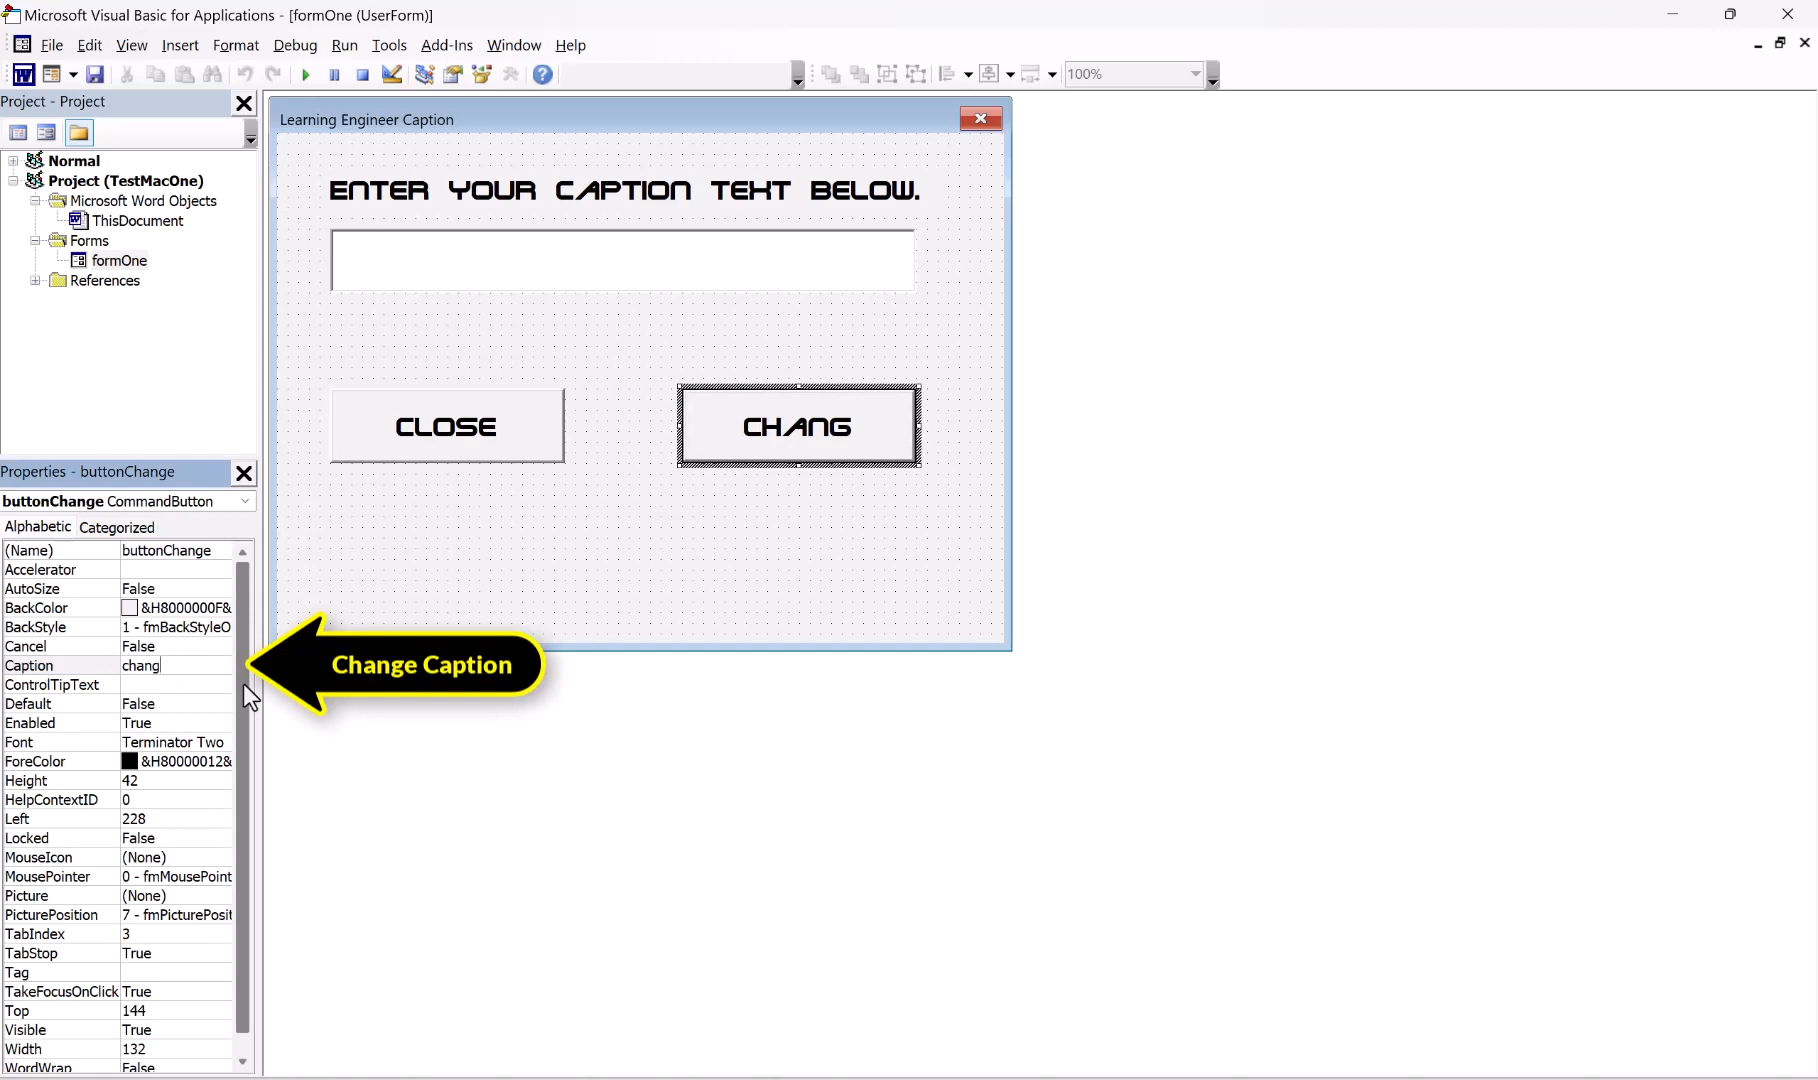 Microsoft Visual Basic for Applications - [formOne (UserForm)]
File Edit View Insert Format Debug Run Tools Add-Ins Window Help
100%
Project - Project
Normal
Project (TestMacOne)
Microsoft Word Objects
ThisDocument
Forms
formOne
References
Learning Engineer Caption
ENTER YOUR CAPTION TEXT BELOW.
CLOSE
CHANG
Properties - buttonChange
buttonChange CommandButton
Alphabetic Categorized
(Name) buttonChange
Accelerator
AutoSize False
BackColor &H8000000F&
BackStyle 1 - fmBackStyleO
Cancel False
Caption chang
ControlTipText
Default False
Enabled True
Font Terminator Two
ForeColor &H80000012&
Height 42
HelpContextID 0
Left 228
Locked False
MouseIcon (None)
MousePointer 0 - fmMousePoint
Picture (None)
PicturePosition 7 - fmPicturePosit
TabIndex 3
TabStop True
Tag
TakeFocusOnClick True
Top 144
Visible True
Width 132
WordWrap False
Change Caption